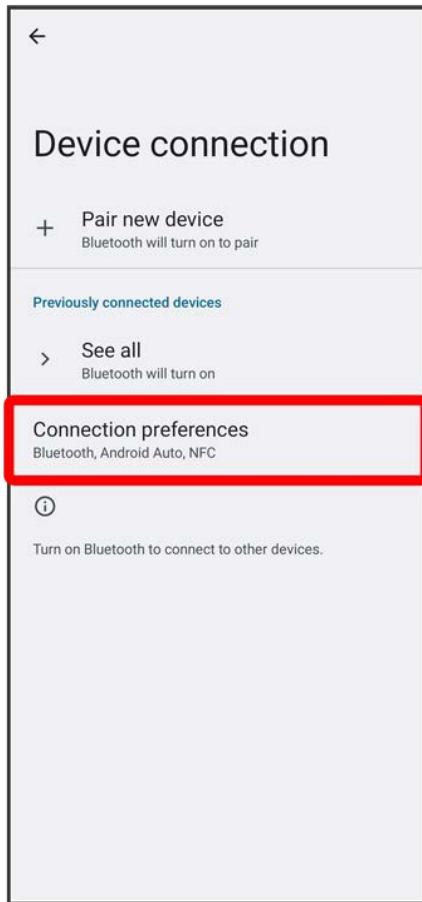 Device connection
Pair new device
Bluetooth will turn on to pair
Previously connected devices
See all
Bluetooth will turn on
Connection preferences
Bluetooth, Android Auto, NFC
Turn on Bluetooth to connect to other devices.